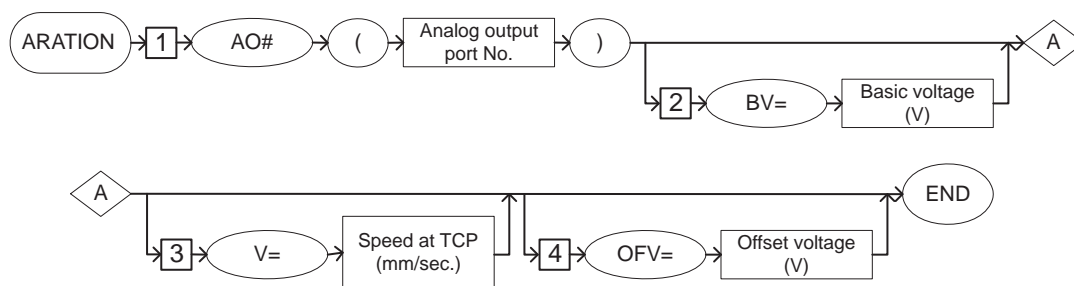 ARATION 1 AO# ( Analog output port No. ) A
2 BV= Basic voltage (V)
A END
3 V= Speed at TCP (mm/sec.) 4 OFV= Offset voltage (V)